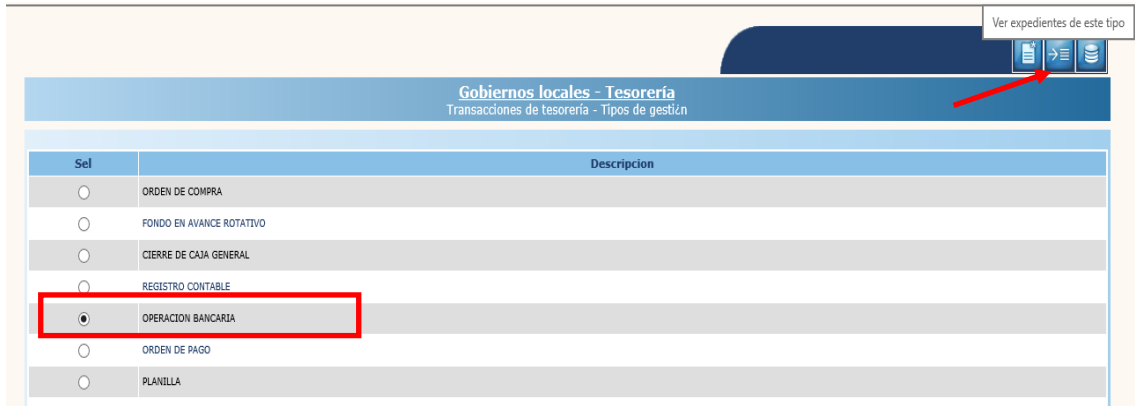 Ver expedientes de este tipo
Gobiernos locales - Tesorería
Transacciones de tesorería - Tipos de gesti¿n
Sel Descripcion
ORDEN DE COMPRA
FONDO EN AVANCE ROTATIVO
CIERRE DE CAJA GENERAL
REGISTRO CONTABLE
OPERACION BANCARIA
ORDEN DE PAGO
PLANILLA